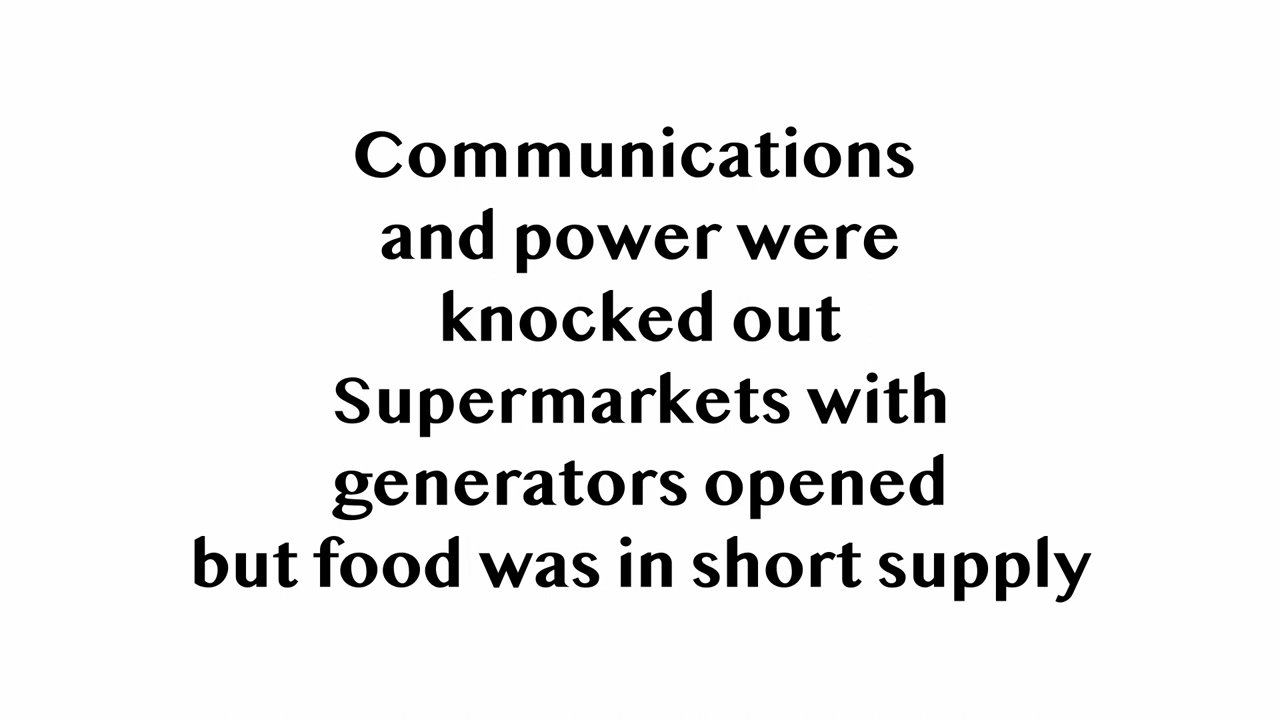 Communications
and power were
knocked out
Supermarkets with
generators opened
but food was in short supply